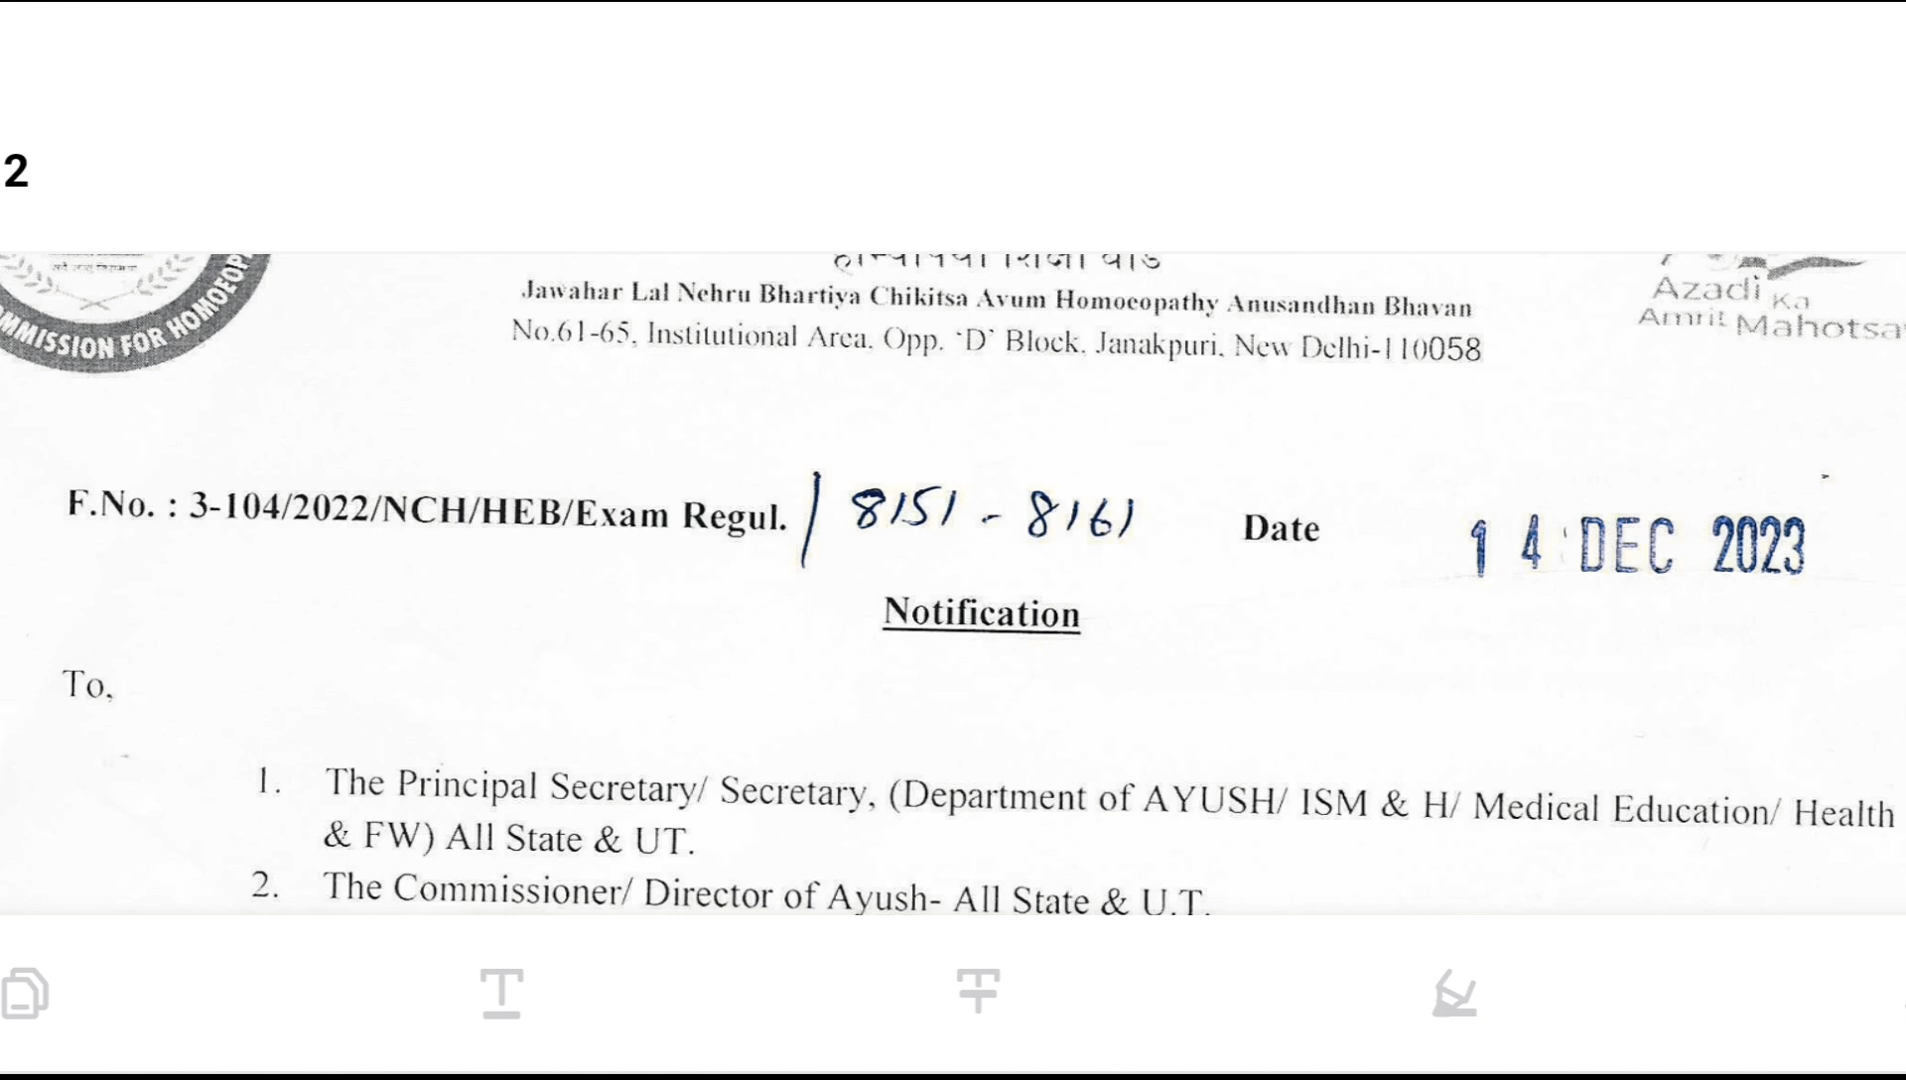 2
MMISSION FOR HOMOEOP
Jawahar Lal Nehru Bhartiya Chikitsa Avum Homoeopathy Anusandhan Bhavan
No.61-65, Institutional Area, Opp. 'D' Block, Janakpuri, New Delhi-110058
Azadi Ka
Amrit Mahotsa
F.No. : 3-104/2022/NCH/HEB/Exam Regul. / 8151 - 8161 Date 14 DEC 2023
Notification
To,
1. The Principal Secretary/ Secretary, (Department of AYUSH/ ISM & H/ Medical Education/ Health
& FW) All State & UT.
2. The Commissioner/ Director of Ayush- All State & U.T.